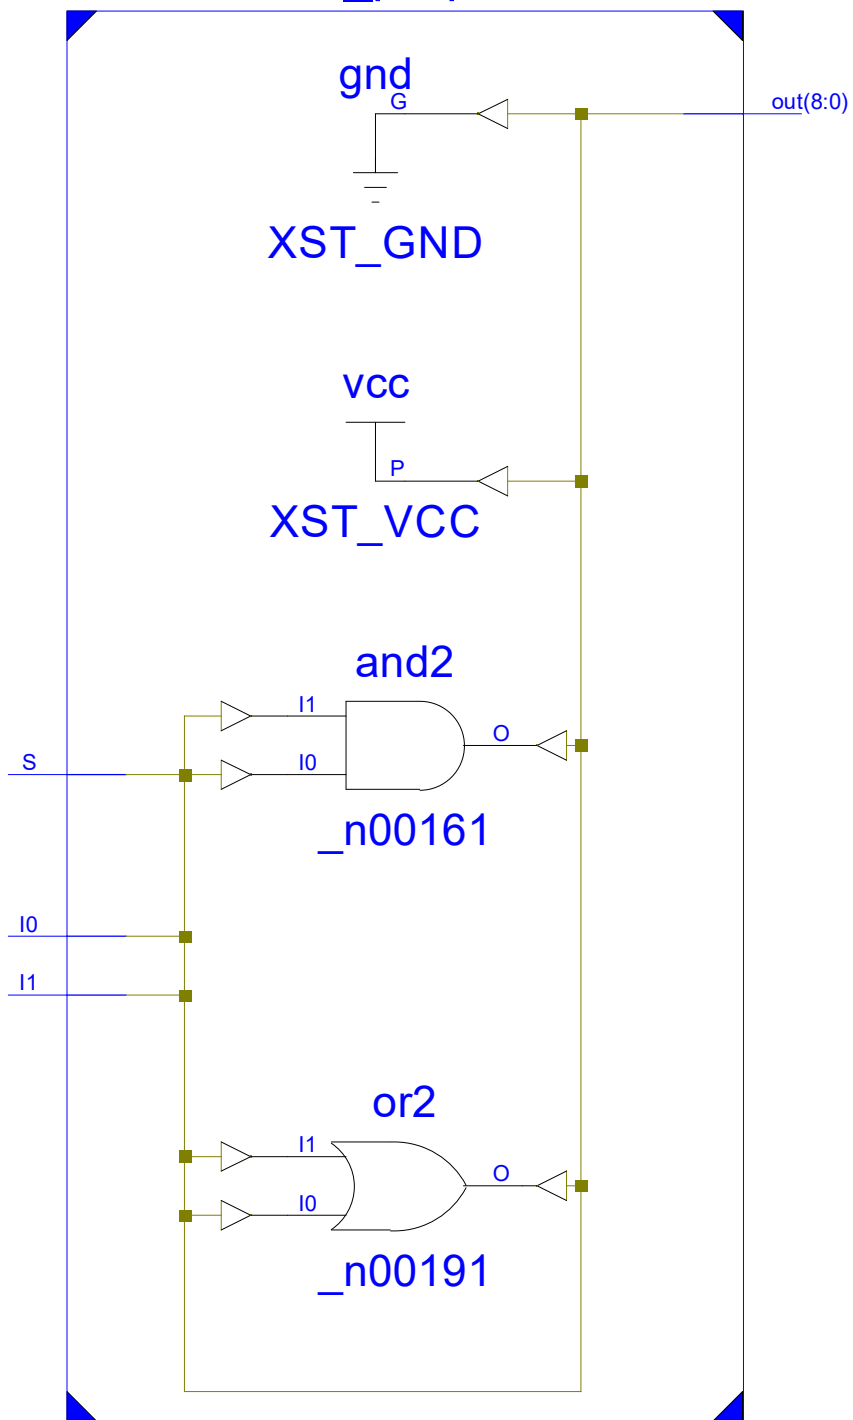 gnd
G
out(8:0)
XST_GND
vcc
P
XST_VCC
and2
I1
O
S
I0
_n00161
I0
I1
or2
I1
O
I0
_n00191